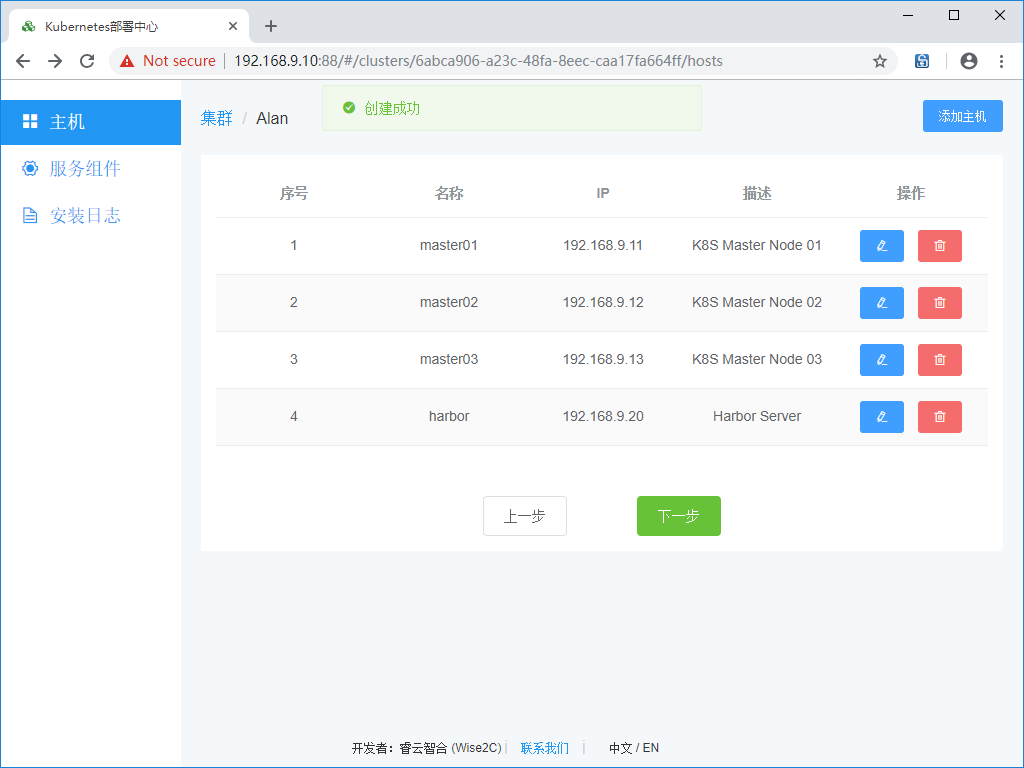 Kubernetes部署中心
Not secure
192.168.9.10:88/#/clusters/6abca906-a23c-48fa-8eec-caa17fa664ff/hosts
主机
服务组件
安装日志
集群 / Alan
创建成功
添加主机
序号 名称 IP 描述 操作
1 master01 192.168.9.11 K8S Master Node 01
2 master02 192.168.9.12 K8S Master Node 02
3 master03 192.168.9.13 K8S Master Node 03
4 harbor 192.168.9.20 Harbor Server
上一步 下一步
开发者：睿云智合 (Wise2C) | 联系我们 | 中文 / EN